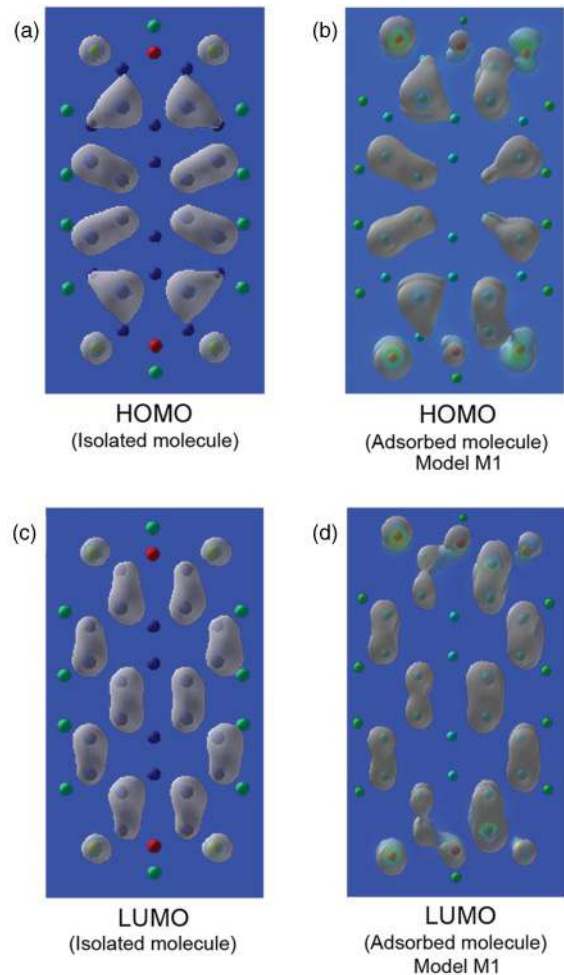 (a)
(b)
HOMO
(Isolated molecule)
HOMO
(Adsorbed molecule)
Model M1
(c)
(d)
LUMO
(Isolated molecule)
LUMO
(Adsorbed molecule)
Model M1